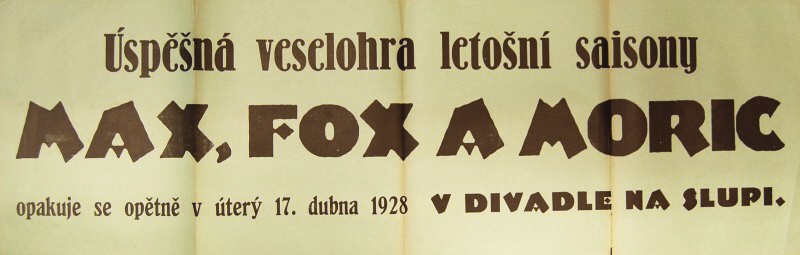 Úspěšná veselohra letošní saisony
MAX, FOX A MORIC
opakuje se opětně v úterý 17. dubna 1928 V DIVADLE NA SLUPI.